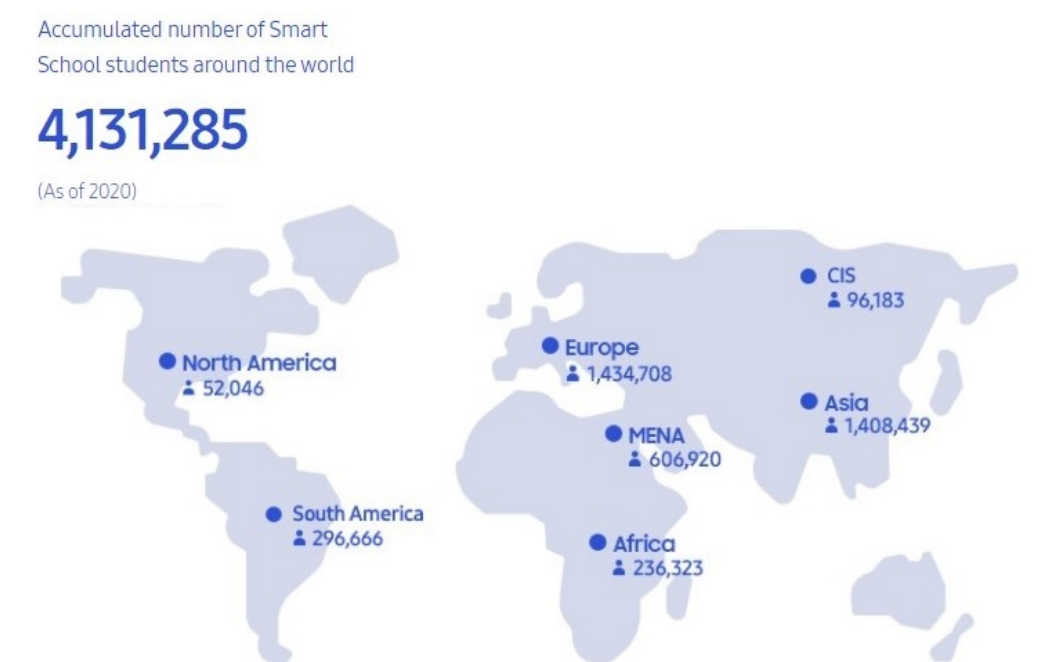 Accumulated number of Smart
School students around the world
4,131,285
(As of 2020)
CIS
96,183
Europe
1,434,708
North America
52,046
Asia
1,408,439
MENA
606,920
South America
296,666
Africa
236,323